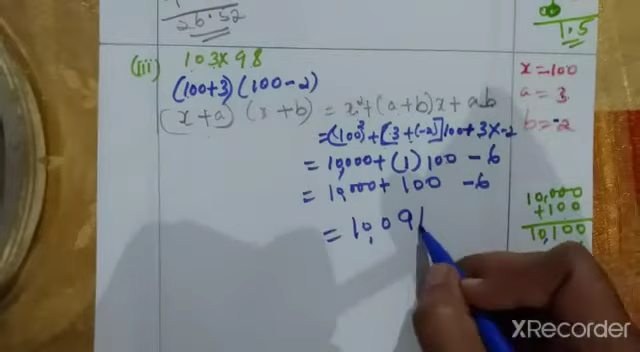 26.52
1.5
(iii) 103×98
(100+3) (100-2)
(x+a) (x+b) = x²+(a+b)x+ab
x=100
a = 3
b=-2
=(100)²+[3+(-2)]100+3×-2
= 10,000+(1)100 -6
= 10,000+ 100 -6
= 10,09
10,000
+100
10,100
XRecorder